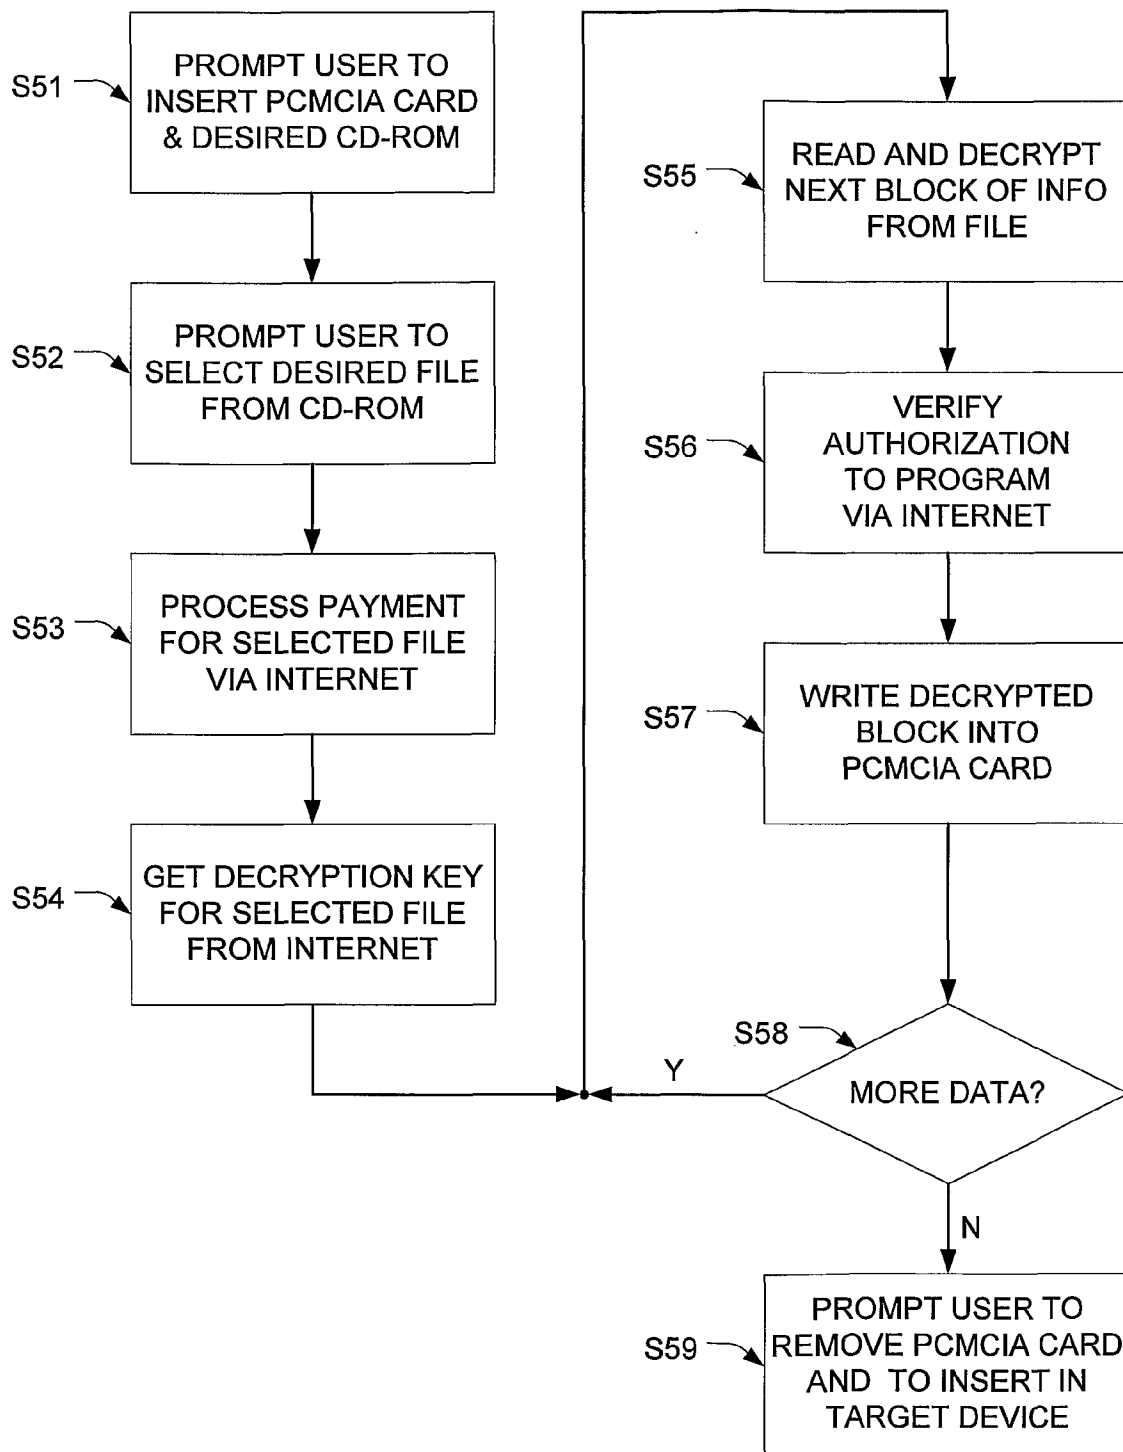 S51
PROMPT USER TO
INSERT PCMCIA CARD
& DESIRED CD-ROM
S52
PROMPT USER TO
SELECT DESIRED FILE
FROM CD-ROM
S53
PROCESS PAYMENT
FOR SELECTED FILE
VIA INTERNET
S54
GET DECRYPTION KEY
FOR SELECTED FILE
FROM INTERNET
S55
READ AND DECRYPT
NEXT BLOCK OF INFO
FROM FILE
S56
VERIFY
AUTHORIZATION
TO PROGRAM
VIA INTERNET
S57
WRITE DECRYPTED
BLOCK INTO
PCMCIA CARD
S58
MORE DATA?
Y
N
S59
PROMPT USER TO
REMOVE PCMCIA CARD
AND TO INSERT IN
TARGET DEVICE